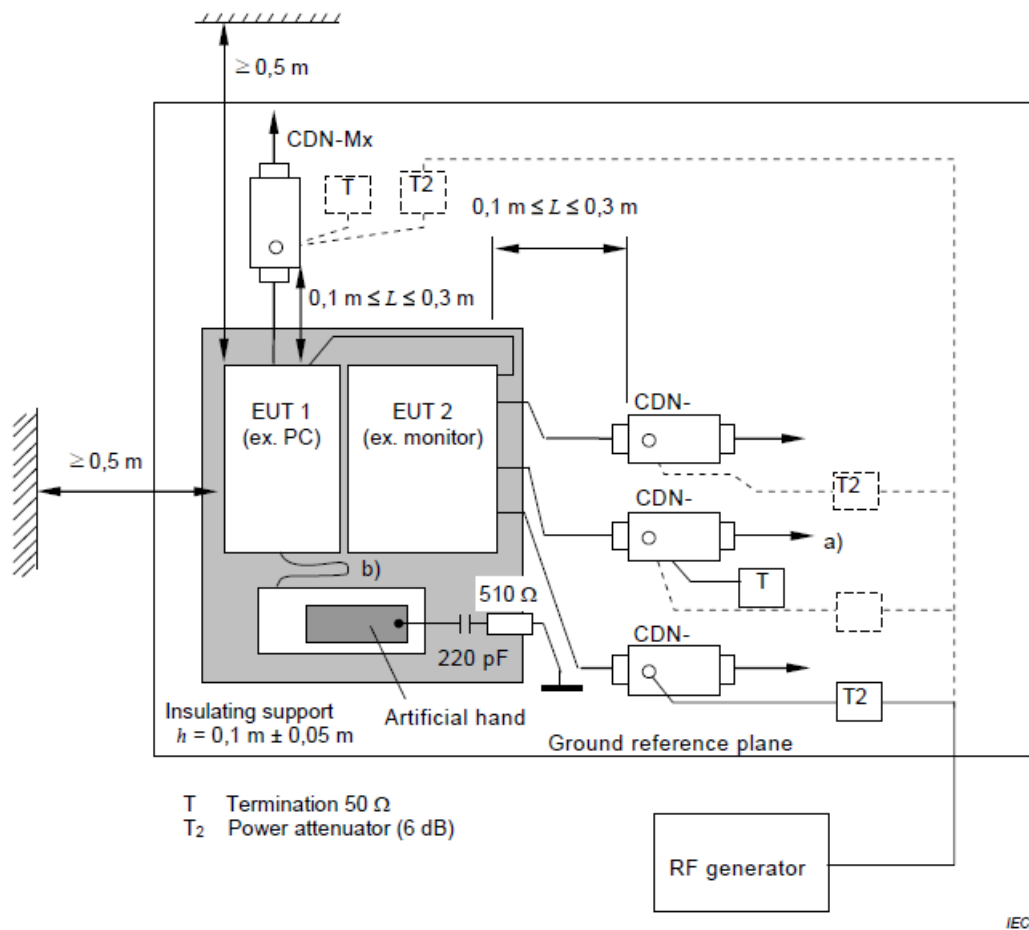 ≥ 0,5 m
CDN-Mx
T
T2
0,1 m ≤ L ≤ 0,3 m
0,1 m ≤ L ≤ 0,3 m
EUT 1
(ex. PC)
EUT 2
(ex. monitor)
CDN-
≥ 0,5 m
T2
CDN-
a)
b)
T
510 Ω
CDN-
220 pF
T2
Insulating support
h = 0,1 m ± 0,05 m
Artificial hand
Ground reference plane
T Termination 50 Ω
T2 Power attenuator (6 dB)
RF generator
IEC